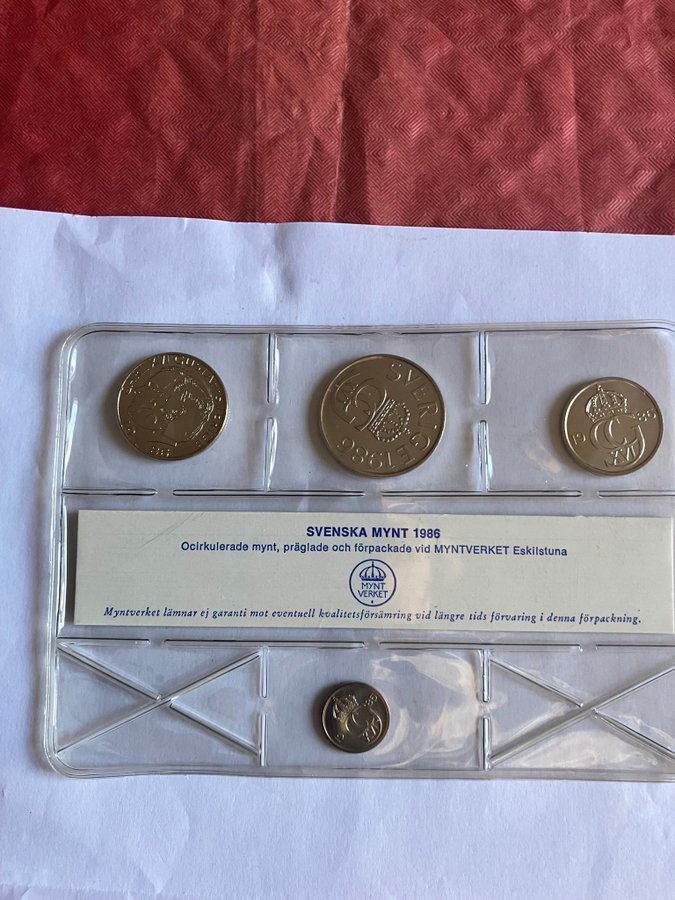 SVERIGE
1986
SVENSKA MYNT 1986
Ocirkulerade mynt, präglade och förpackade vid MYNTVERKET Eskilstuna
MYNT
VERKET
Myntverket lämnar ej garanti mot eventuell kvalitetsförsämring vid längre tids förvaring i denna förpackning.